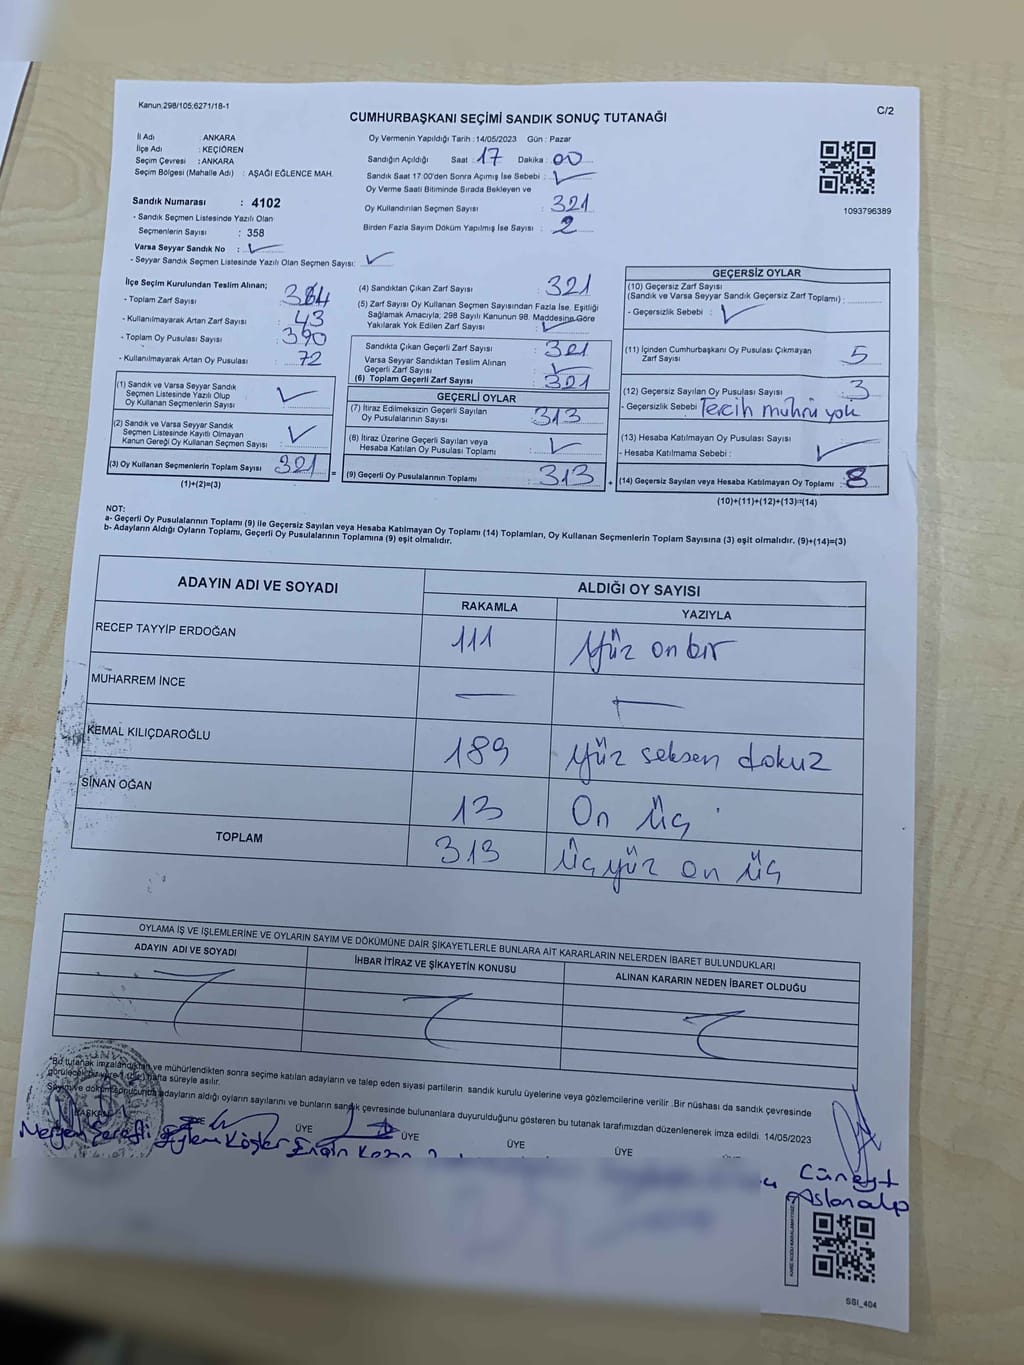 Kanun.298/105;6271/18-1
C/2
CUMHURBAŞKANI SEÇİMİ SANDIK SONUÇ TUTANAĞI
İl Adı : ANKARA
İlçe Adı : KEÇİÖREN
Seçim Çevresi : ANKARA
Seçim Bölgesi (Mahalle Adı) : AŞAĞI EĞLENCE MAH.
Oy Vermenin Yapıldığı Tarih : 14/05/2023 Gün : Pazar
Sandığın Açıldığı Saat : 17 Dakika : 00
Sandık Saat 17.00'den Sonra Açımış İse Sebebi :
Oy Verme Saati Bitiminde Sırada Bekleyen ve
Oy Kullandırılan Seçmen Sayısı : 321
Birden Fazla Sayım Döküm Yapılmış İse Sayısı : 2
1093796389
Sandık Numarası : 4102
- Sandık Seçmen Listesinde Yazılı Olan
Seçmenlerin Sayısı : 358
Varsa Seyyar Sandık No :
- Seyyar Sandık Seçmen Listesinde Yazılı Olan Seçmen Sayısı:
İlçe Seçim Kurulundan Teslim Alınan;
- Toplam Zarf Sayısı :
- Kullanılmayarak Artan Zarf Sayısı : 43
- Toplam Oy Pusulası Sayısı : 390
- Kullanılmayarak Artan Oy Pusulası : 72
(1) Sandık ve Varsa Seyyar Sandık
Seçmen Listesinde Yazılı Olup
Oy Kullanan Seçmenlerin Sayısı
(2) Sandık ve Varsa Seyyar Sandık
Seçmen Listesinde Kayıtlı Olmayan
Kanun Gereği Oy Kullanan Seçmen Sayısı
(3) Oy Kullanan Seçmenlerin Toplam Sayısı : 321
(1)+(2)=(3)
(4) Sandıktan Çıkan Zarf Sayısı : 321
(5) Zarf Sayısı Oy Kullanan Seçmen Sayısından Fazla İse, Eşitliği
Sağlamak Amacıyla; 298 Sayılı Kanunun 98. Maddesine Göre
Yakılarak Yok Edilen Zarf Sayısı :
Sandıkta Çıkan Geçerli Zarf Sayısı : 321
Varsa Seyyar Sandıktan Teslim Alınan
Geçerli Zarf Sayısı :
(6) Toplam Geçerli Zarf Sayısı : 321
GEÇERLİ OYLAR
(7) İtiraz Edilmeksizin Geçerli Sayılan
Oy Pusulalarının Sayısı : 313
(8) İtiraz Üzerine Geçerli Sayılan veya
Hesaba Katılan Oy Pusulası Toplamı :
= (9) Geçerli Oy Pusulalarının Toplamı : 313
GEÇERSİZ OYLAR
(10) Geçersiz Zarf Sayısı
(Sandık ve Varsa Seyyar Sandık Geçersiz Zarf Toplamı) :
- Geçersizlik Sebebi :
(11) İçinden Cumhurbaşkanı Oy Pusulası Çıkmayan
Zarf Sayısı : 5
(12) Geçersiz Sayılan Oy Pusulası Sayısı : 3
- Geçersizlik Sebebi : Tercih mührü yok
(13) Hesaba Katılmayan Oy Pusulası Sayısı :
- Hesaba Katılmama Sebebi :
+ (14) Geçersiz Sayılan veya Hesaba Katılmayan Oy Toplamı : 8
(10)+(11)+(12)+(13)=(14)
NOT:
a- Geçerli Oy Pusulalarının Toplamı (9) ile Geçersiz Sayılan veya Hesaba Katılmayan Oy Toplamı (14) Toplamları, Oy Kullanan Seçmenlerin Toplam Sayısına (3) eşit olmalıdır. (9)+(14)=(3)
b- Adayların Aldığı Oyların Toplamı, Geçerli Oy Pusulalarının Toplamına (9) eşit olmalıdır.
ADAYIN ADI VE SOYADI
ALDIĞI OY SAYISI
RAKAMLA YAZIYLA
RECEP TAYYİP ERDOĞAN 111 Yüz on bir
MUHARREM İNCE — —
KEMAL KILIÇDAROĞLU 189 yüz seksen dokuz
SİNAN OĞAN 13 On üç
TOPLAM 313 üç yüz on üç
OYLAMA İŞ VE İŞLEMLERİNE VE OYLARIN SAYIM VE DÖKÜMÜNE DAİR ŞİKAYETLERLE BUNLARA AİT KARARLARIN NELERDEN İBARET BULUNDUKLARI
ADAYIN ADI VE SOYADI İHBAR İTİRAZ VE ŞİKAYETİN KONUSU ALINAN KARARIN NEDEN İBARET OLDUĞU
*Bu tutanak imzalandıktan ve mühürlendikten sonra seçime katılan adayların ve talep eden siyasi partilerin sandık kurulu üyelerine veya gözlemcilerine verilir .Bir nüshası da sandık çevresinde
görülecek bir yere 1 (bir) hafta süreyle asılır.
Sayım ve döküm sonucunda adayların aldığı oyların sayılarını ve bunların sandık çevresinde bulunanlara duyurulduğunu gösteren bu tutanak tarafımızdan düzenlenerek imza edildi. 14/05/2023
BAŞKAN ÜYE ÜYE ÜYE ÜYE
Meryem Şerefli Eylem Köşker Engin
Cüneyt
Aslanalp
SSI_404